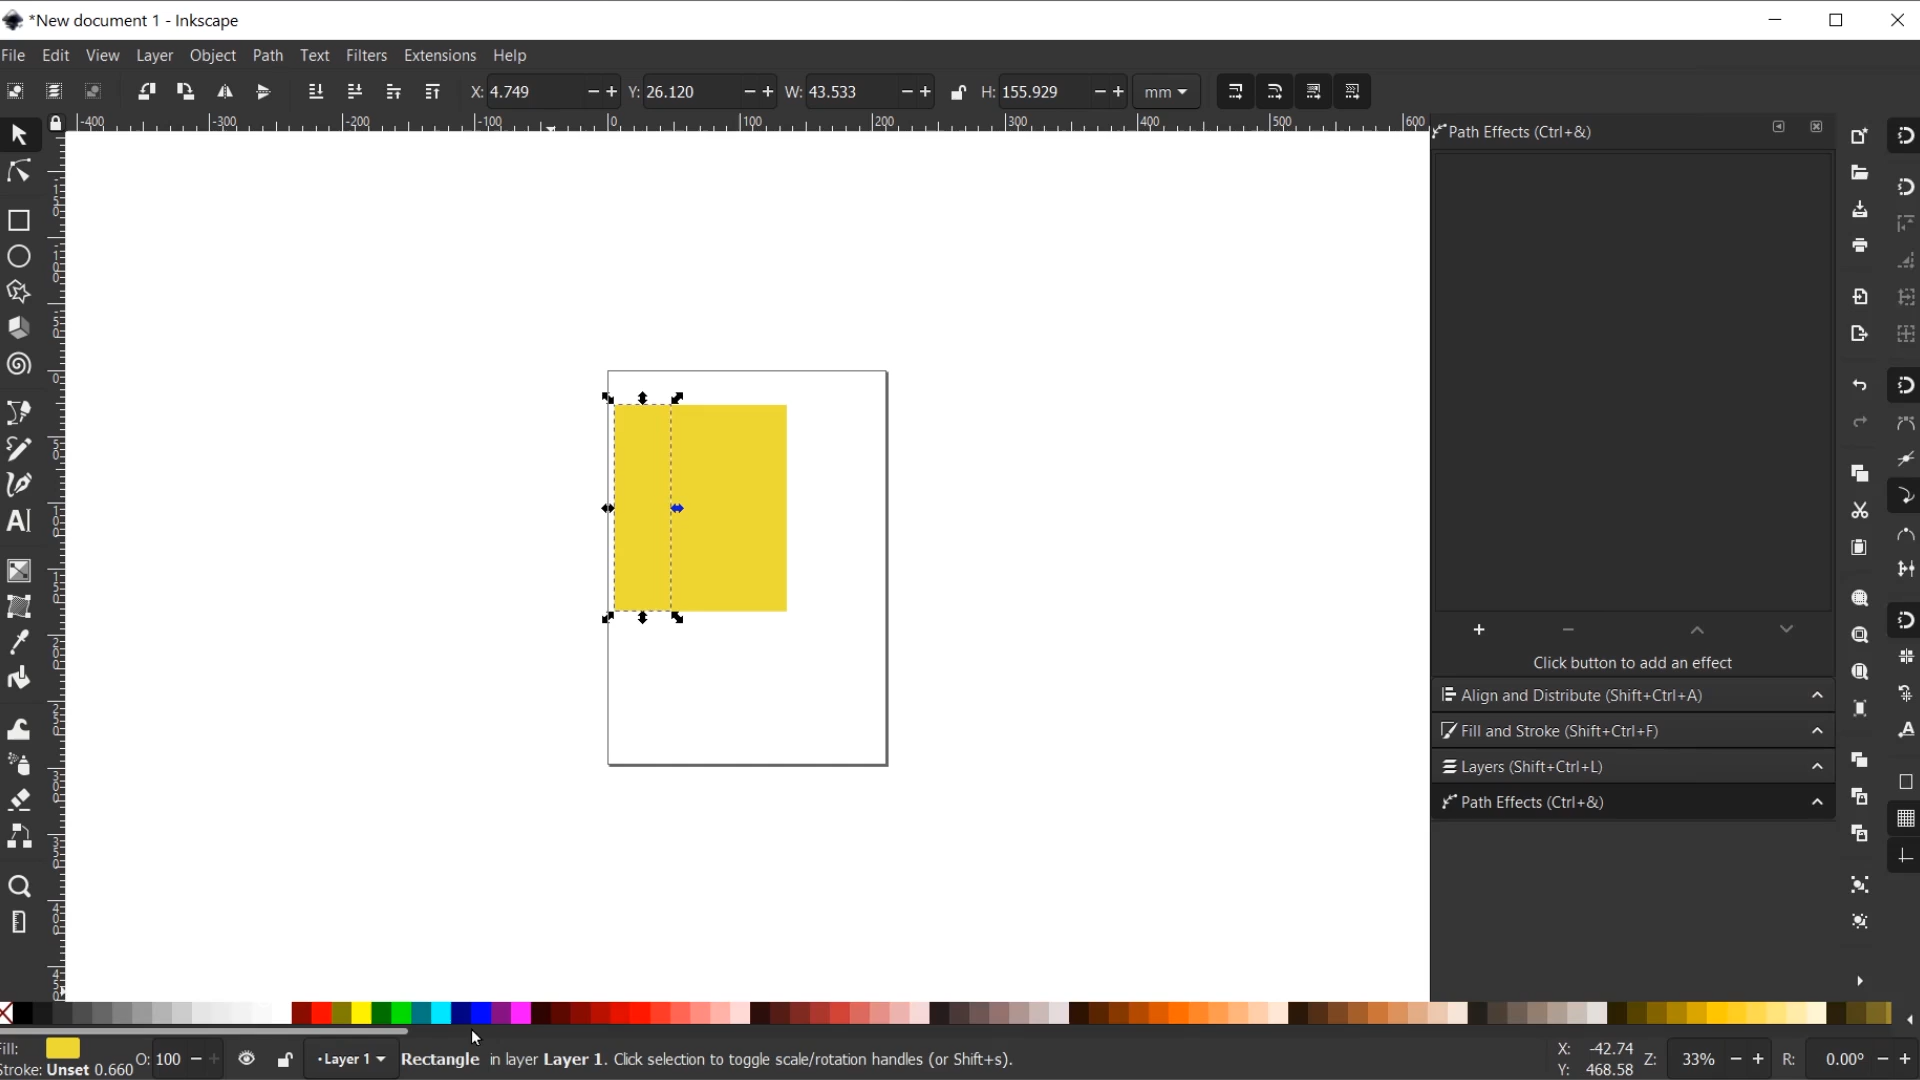 *New document 1 - Inkscape
File Edit View Layer Object Path Text Filters Extensions Help
X: 4.749 Y: 26.120 W: 43.533 H: 155.929 mm
-400 -300 -200 -100 0 100 200 300 400 500 600
Path Effects (Ctrl+&)
Click button to add an effect
Align and Distribute (Shift+Ctrl+A)
Fill and Stroke (Shift+Ctrl+F)
Layers (Shift+Ctrl+L)
Path Effects (Ctrl+&)
Fill:
Stroke: Unset 0.660 O: 100 •Layer 1 Rectangle in layer Layer 1. Click selection to toggle scale/rotation handles (or Shift+s).
X: -42.74
Y: 468.58
Z: 33% R: 0.00°